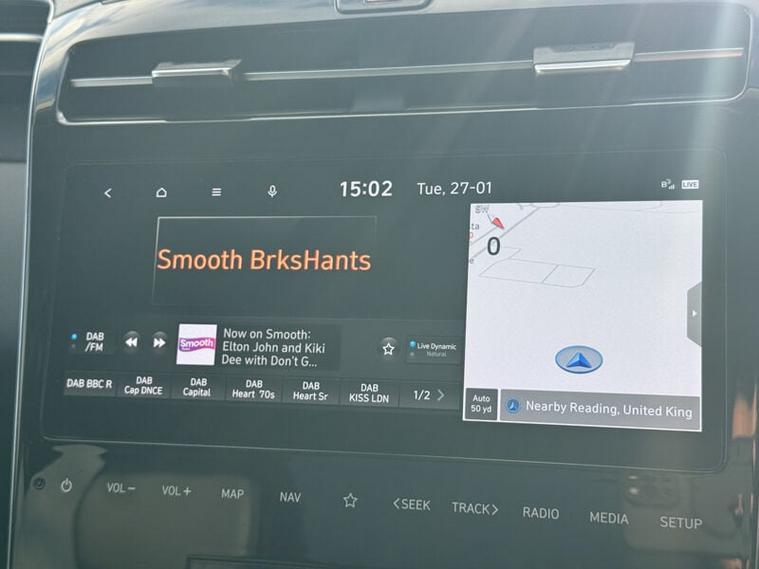 15:02 Tue, 27-01
LIVE
SW
ta
0
e
Smooth BrksHants
DAB
/FM
Smooth
Now on Smooth:
Elton John and Kiki
Dee with Don't G...
Live Dynamic
Natural
DAB BBC R
DAB
Cap DNCE
DAB
Capital
DAB
Heart 70s
DAB
Heart Sr
DAB
KISS LDN
1/2
Auto
50 yd
Nearby Reading, United King
VOL− VOL+ MAP NAV <SEEK TRACK> RADIO MEDIA SETUP